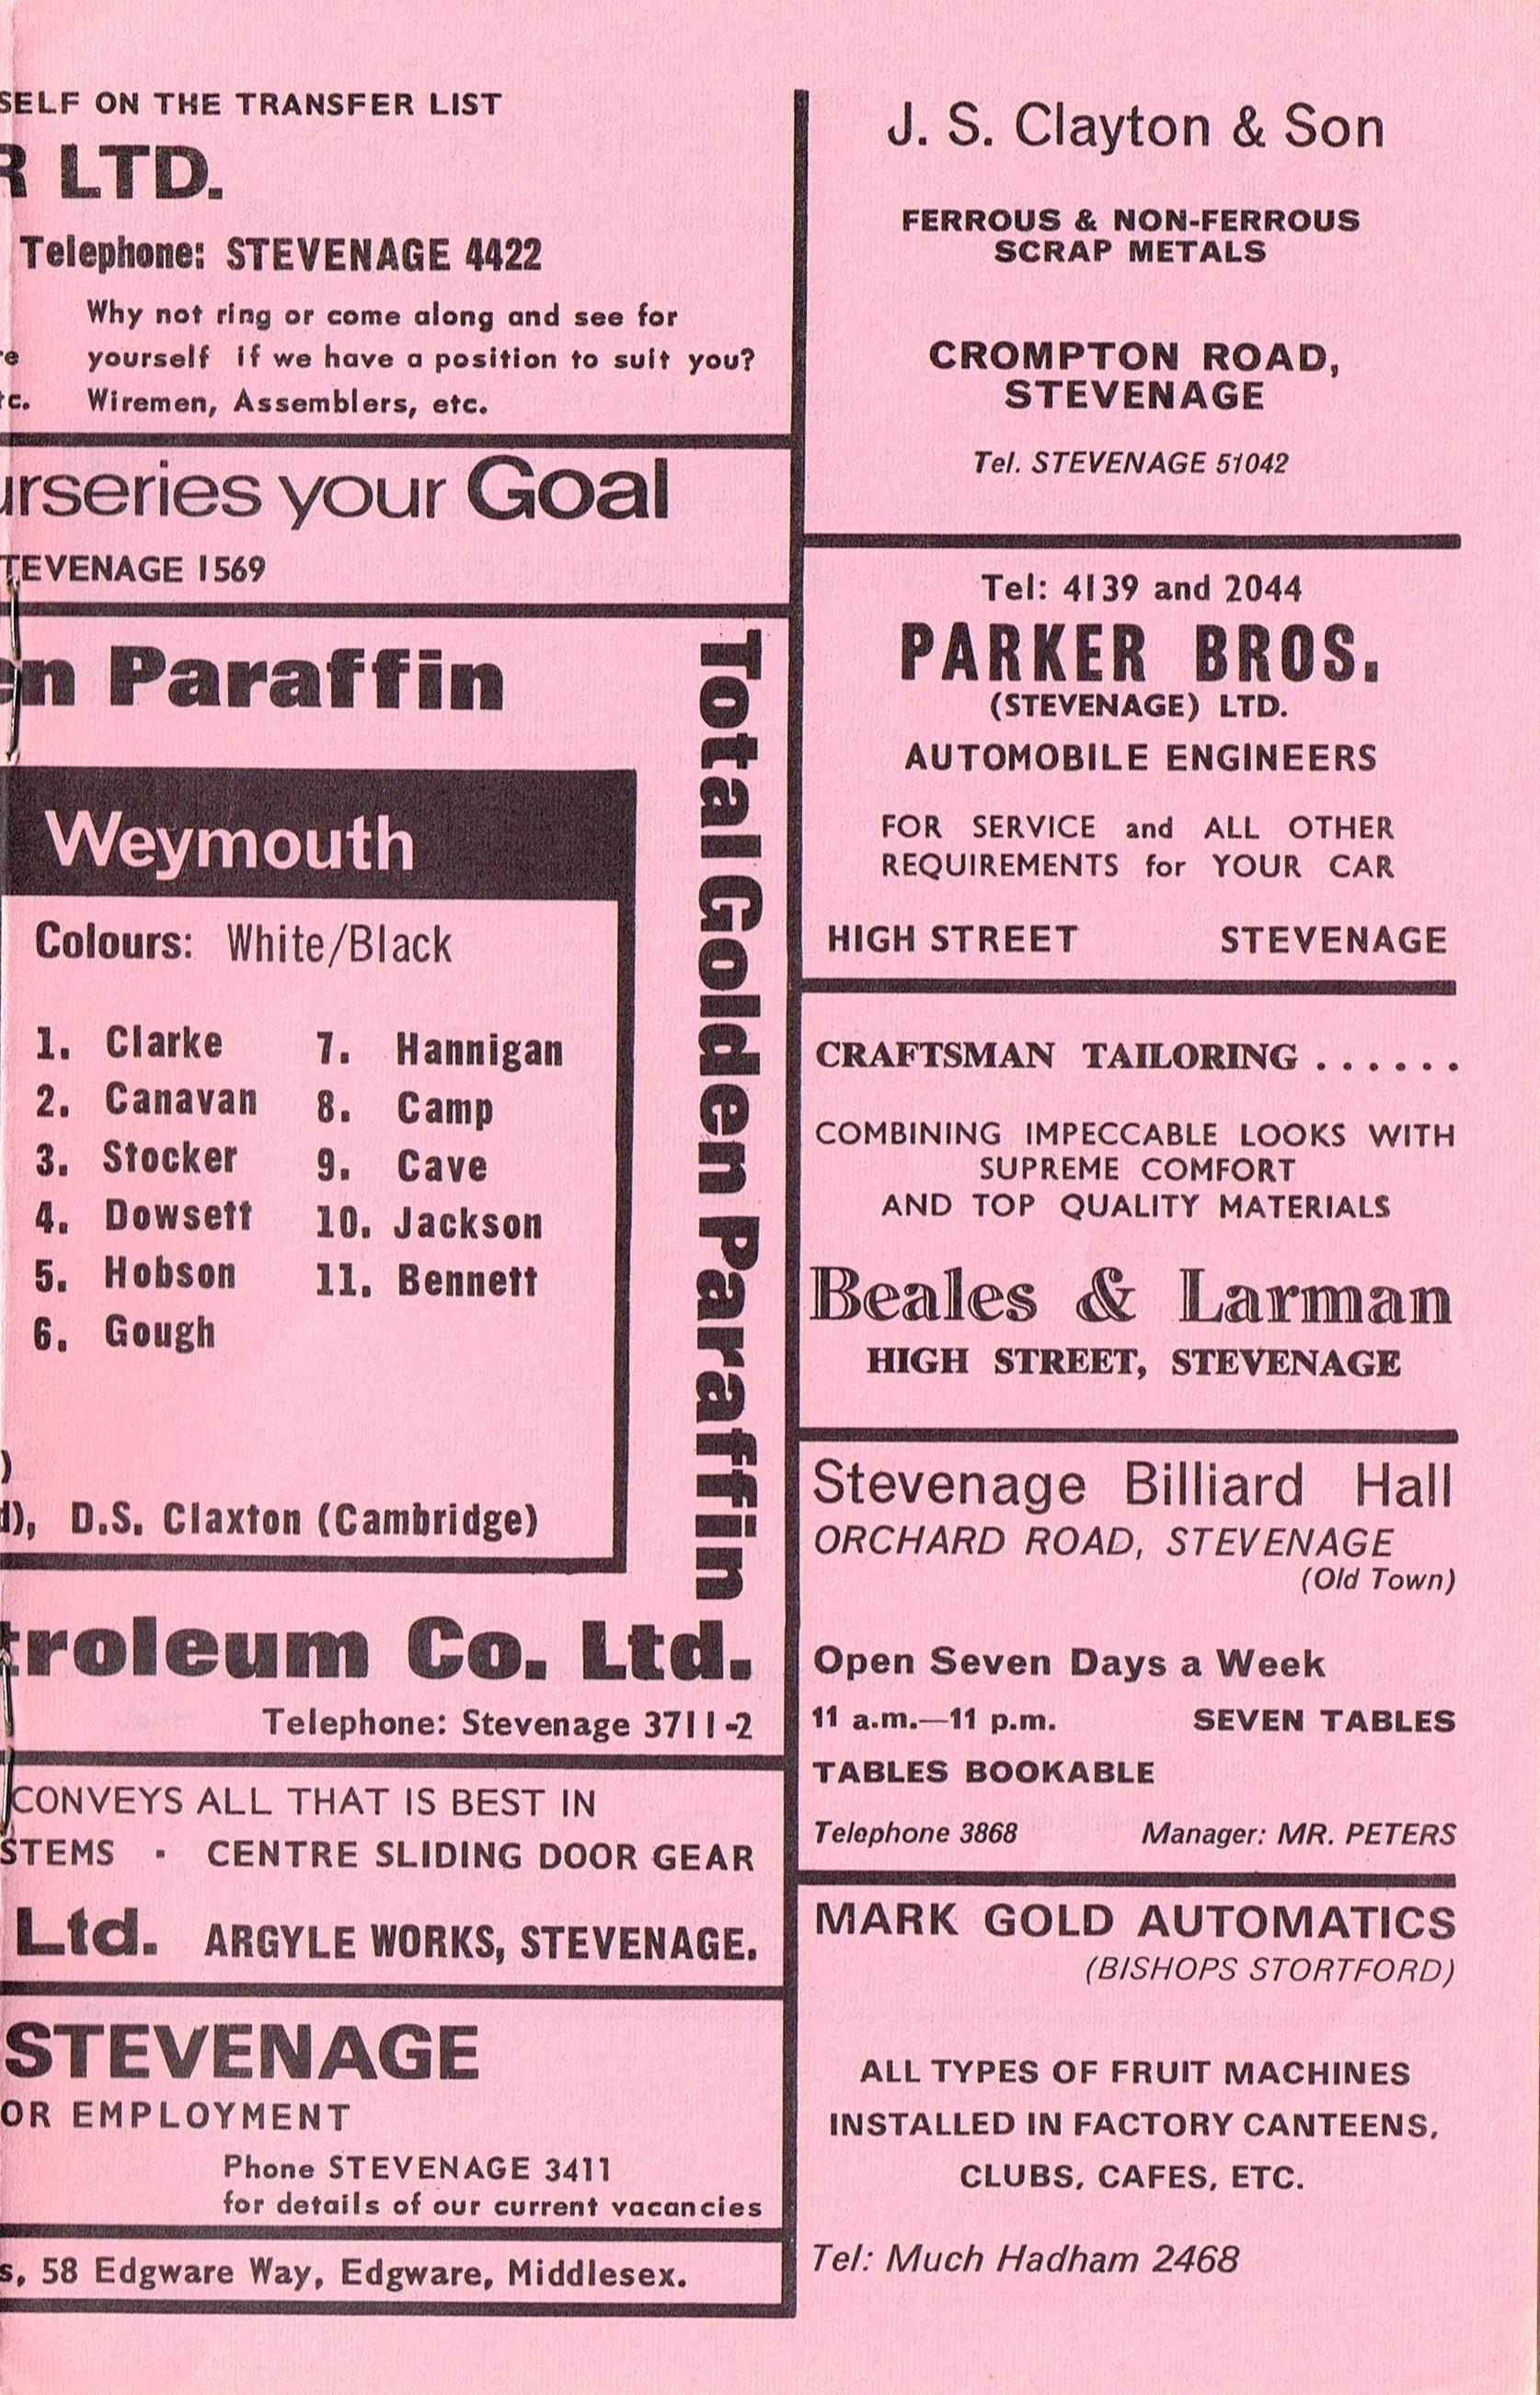 SELF ON THE TRANSFER LIST
LTD.
Telephone: STEVENAGE 4422
Why not ring or come along and see for
yourself if we have a position to suit you?
Wiremen, Assemblers, etc.
urseries your Goal
TEVENAGE 1569
en Paraffin
Total Golden Paraffin
Weymouth
Colours: White/Black
1. Clarke
2. Canavan
3. Stocker
4. Dowsett
5. Hobson
6. Gough
7. Hannigan
8. Camp
9. Cave
10. Jackson
11. Bennett
)
d), D.S. Claxton (Cambridge)
troleum Co. Ltd.
Telephone: Stevenage 3711-2
CONVEYS ALL THAT IS BEST IN
STEMS · CENTRE SLIDING DOOR GEAR
Ltd. ARGYLE WORKS, STEVENAGE.
STEVENAGE
OR EMPLOYMENT
Phone STEVENAGE 3411
for details of our current vacancies
s, 58 Edgware Way, Edgware, Middlesex.
J. S. Clayton & Son
FERROUS & NON-FERROUS
SCRAP METALS
CROMPTON ROAD,
STEVENAGE
Tel. STEVENAGE 51042
Tel: 4139 and 2044
PARKER BROS.
(STEVENAGE) LTD.
AUTOMOBILE ENGINEERS
FOR SERVICE and ALL OTHER
REQUIREMENTS for YOUR CAR
HIGH STREET STEVENAGE
CRAFTSMAN TAILORING . . . . . .
COMBINING IMPECCABLE LOOKS WITH
SUPREME COMFORT
AND TOP QUALITY MATERIALS
Beales & Larman
HIGH STREET, STEVENAGE
Stevenage Billiard Hall
ORCHARD ROAD, STEVENAGE
(Old Town)
Open Seven Days a Week
11 a.m.—11 p.m. SEVEN TABLES
TABLES BOOKABLE
Telephone 3868 Manager: MR. PETERS
MARK GOLD AUTOMATICS
(BISHOPS STORTFORD)
ALL TYPES OF FRUIT MACHINES
INSTALLED IN FACTORY CANTEENS,
CLUBS, CAFES, ETC.
Tel: Much Hadham 2468